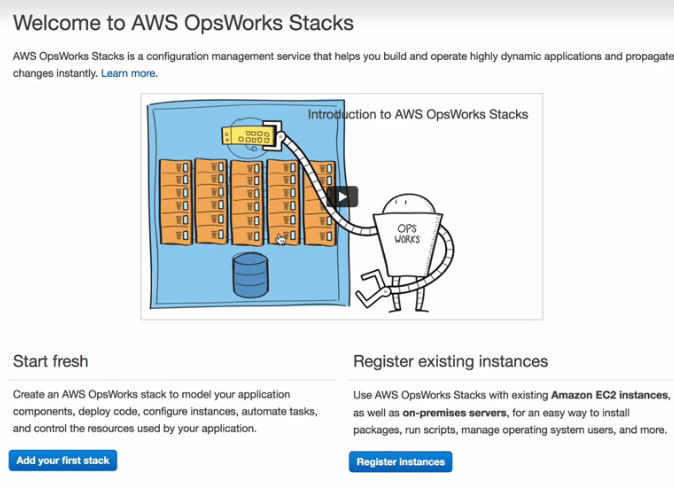 Welcome to AWS OpsWorks Stacks
AWS OpsWorks Stacks is a configuration management service that helps you build and operate highly dynamic applications and propagate
changes instantly. Learn more.
Introduction to AWS OpsWorks Stacks
OPS
WORKS
Start fresh
Create an AWS OpsWorks stack to model your application
components, deploy code, configure instances, automate tasks,
and control the resources used by your application.
Add your first stack
Register existing instances
Use AWS OpsWorks Stacks with existing Amazon EC2 instances,
as well as on-premises servers, for an easy way to install
packages, run scripts, manage operating system users, and more.
Register instances